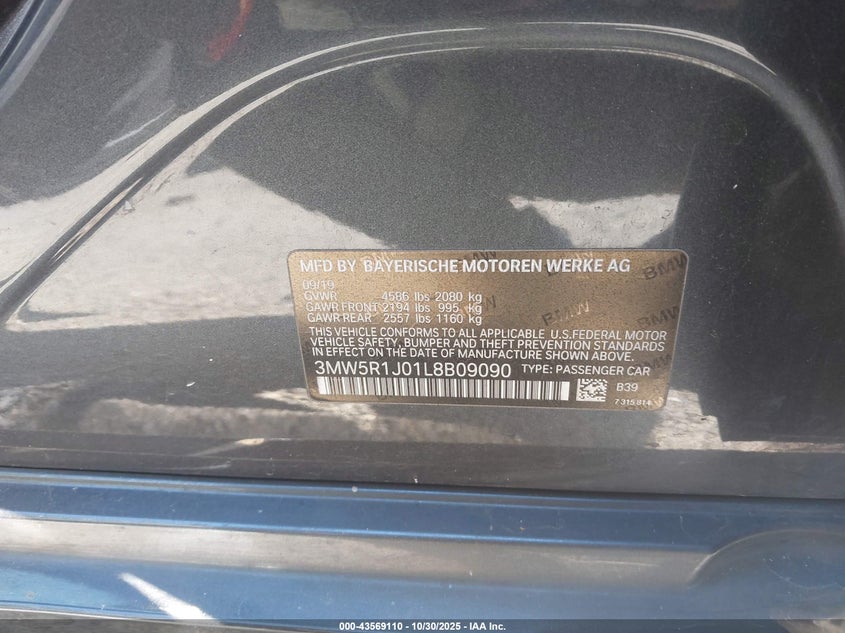 MFD BY BAYERISCHE MOTOREN WERKE AG
09/19
GVWR 4586 lbs 2080 kg
GAWR FRONT 2194 lbs 995 kg
GAWR REAR 2557 lbs 1160 kg
THIS VEHICLE CONFORMS TO ALL APPLICABLE U.S.FEDERAL MOTOR
VEHICLE SAFETY, BUMPER AND THEFT PREVENTION STANDARDS
IN EFFECT ON THE DATE OF MANUFACTURE SHOWN ABOVE.
3MW5R1J01L8B09090 TYPE: PASSENGER CAR
B39
7 315 814
000-43569110 - 10/30/2025 - IAA Inc.